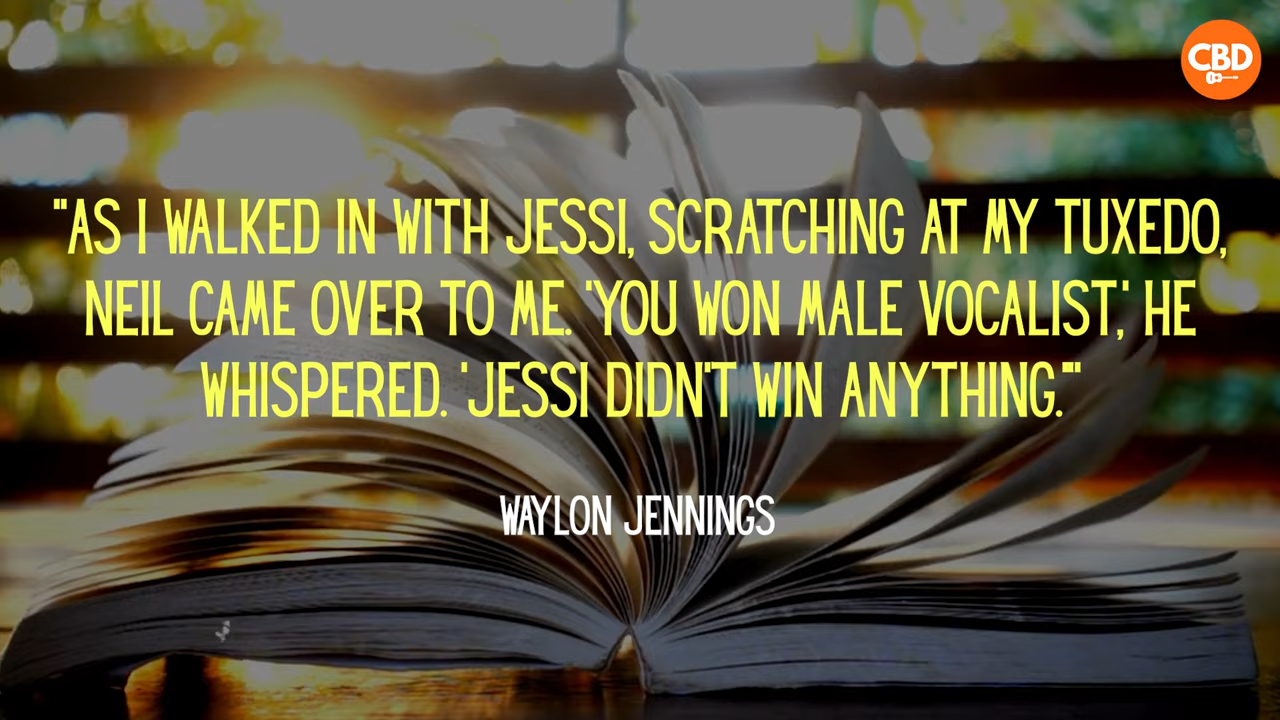 CBD
"AS I WALKED IN WITH JESSI, SCRATCHING AT MY TUXEDO,
NEIL CAME OVER TO ME. 'YOU WON MALE VOCALIST,' HE
WHISPERED. 'JESSI DIDN'T WIN ANYTHING.'"
WAYLON JENNINGS